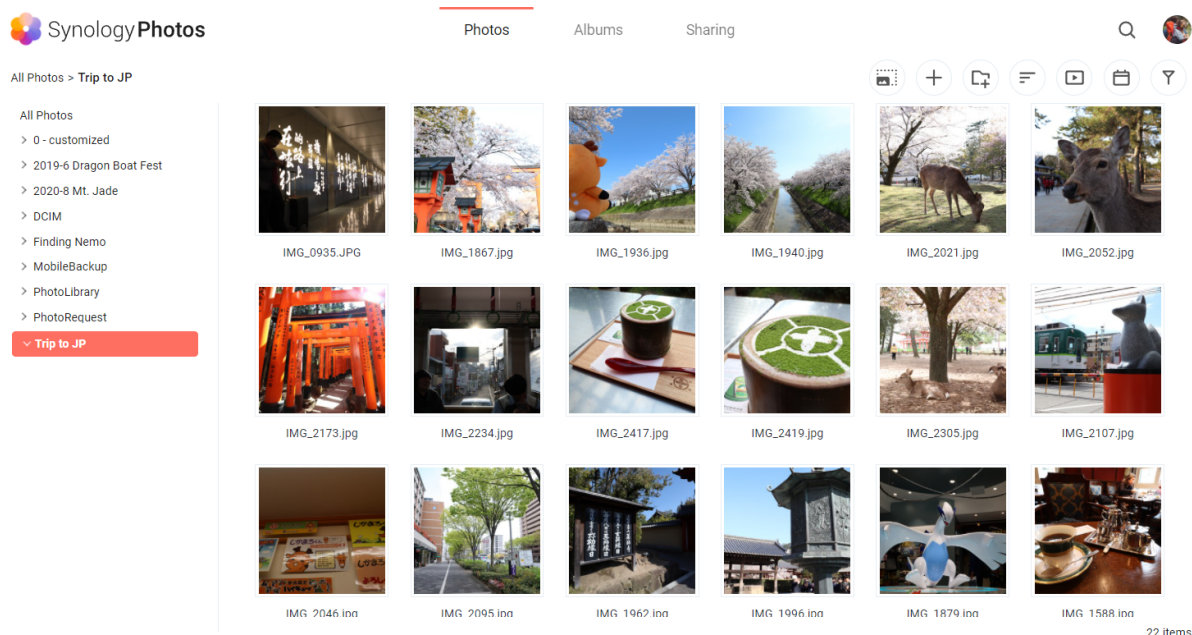 Synology Photos
Photos
Albums
Sharing
All Photos > Trip to JP
All Photos
0 - customized
2019-6 Dragon Boat Fest
2020-8 Mt. Jade
DCIM
Finding Nemo
MobileBackup
PhotoLibrary
PhotoRequest
Trip to JP
IMG_0935.JPG
IMG_1867.jpg
IMG_1936.jpg
IMG_1940.jpg
IMG_2021.jpg
IMG_2052.jpg
IMG_2173.jpg
IMG_2234.jpg
IMG_2417.jpg
IMG_2419.jpg
IMG_2305.jpg
IMG_2107.jpg
IMG_2046.jpg
IMG_2095.jpg
IMG_1962.jpg
IMG_1996.jpg
IMG_1879.jpg
IMG_1588.jpg
22 items